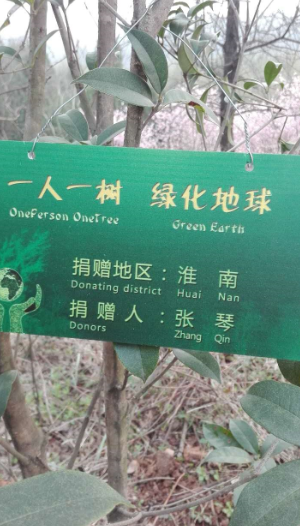 一人一树 绿化地球
OnePerson OneTree Green Earth
捐赠地区：淮 南
Donating district Huai Nan
捐 赠 人 ：张 琴
Donors Zhang Qin